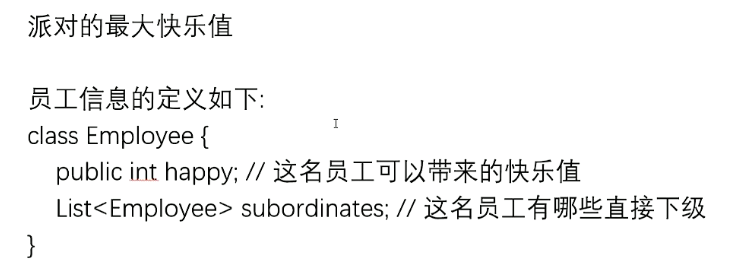 派对的最大快乐值
员工信息的定义如下:
class Employee {
public int happy; // 这名员工可以带来的快乐值
List<Employee> subordinates; // 这名员工有哪些直接下级
}